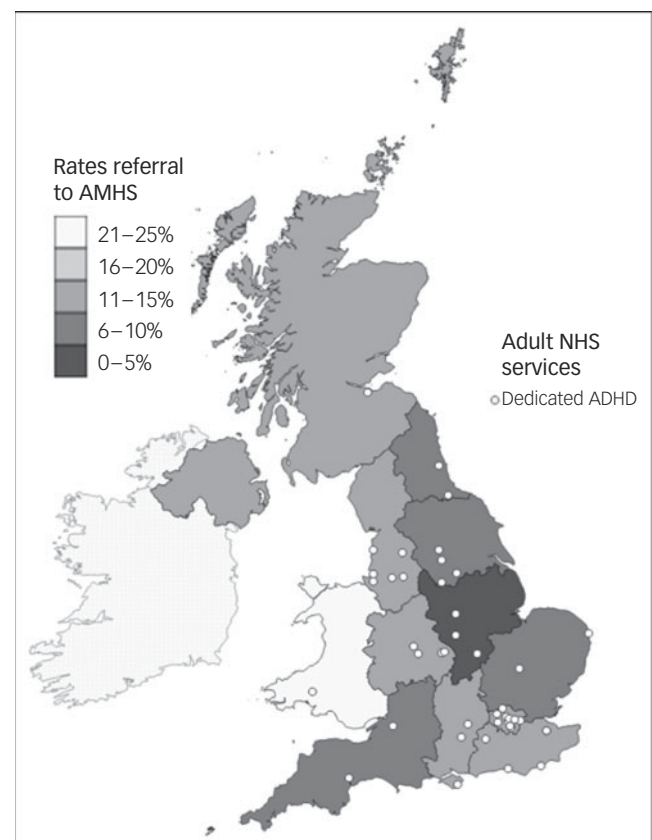 Rates referral
to AMHS
21–25%
16–20%
11–15%
6–10%
0–5%
Adult NHS
services
Dedicated ADHD